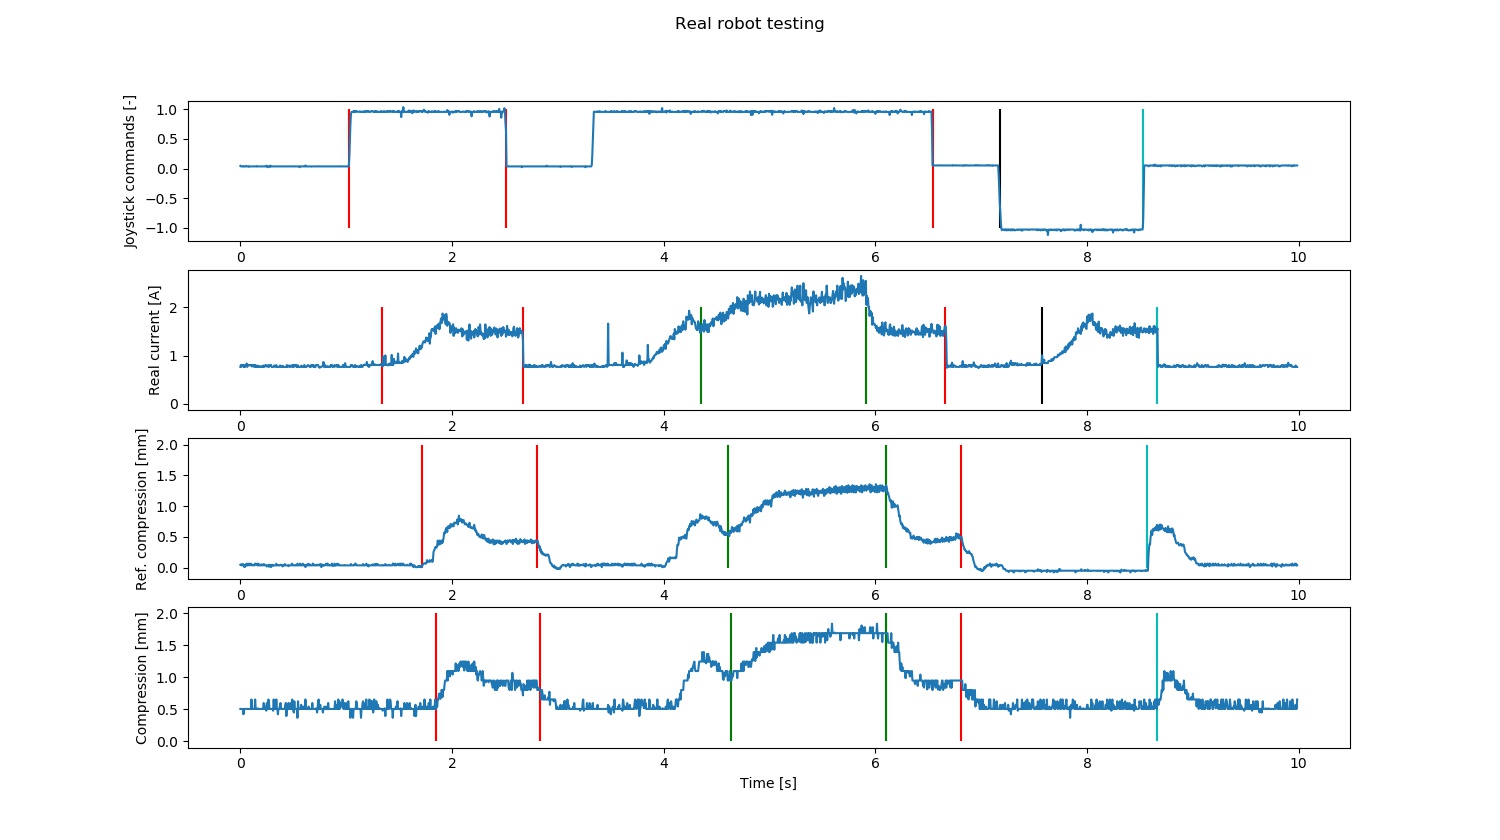 Real robot testing
Joystick commands [-]
1.0
0.5
0.0
−0.5
−1.0
0 2 4 6 8 10
Real current [A]
2
1
0
0 2 4 6 8 10
Ref. compression [mm]
2.0
1.5
1.0
0.5
0.0
0 2 4 6 8 10
Compression [mm]
2.0
1.5
1.0
0.5
0.0
0 2 4 6 8 10
Time [s]